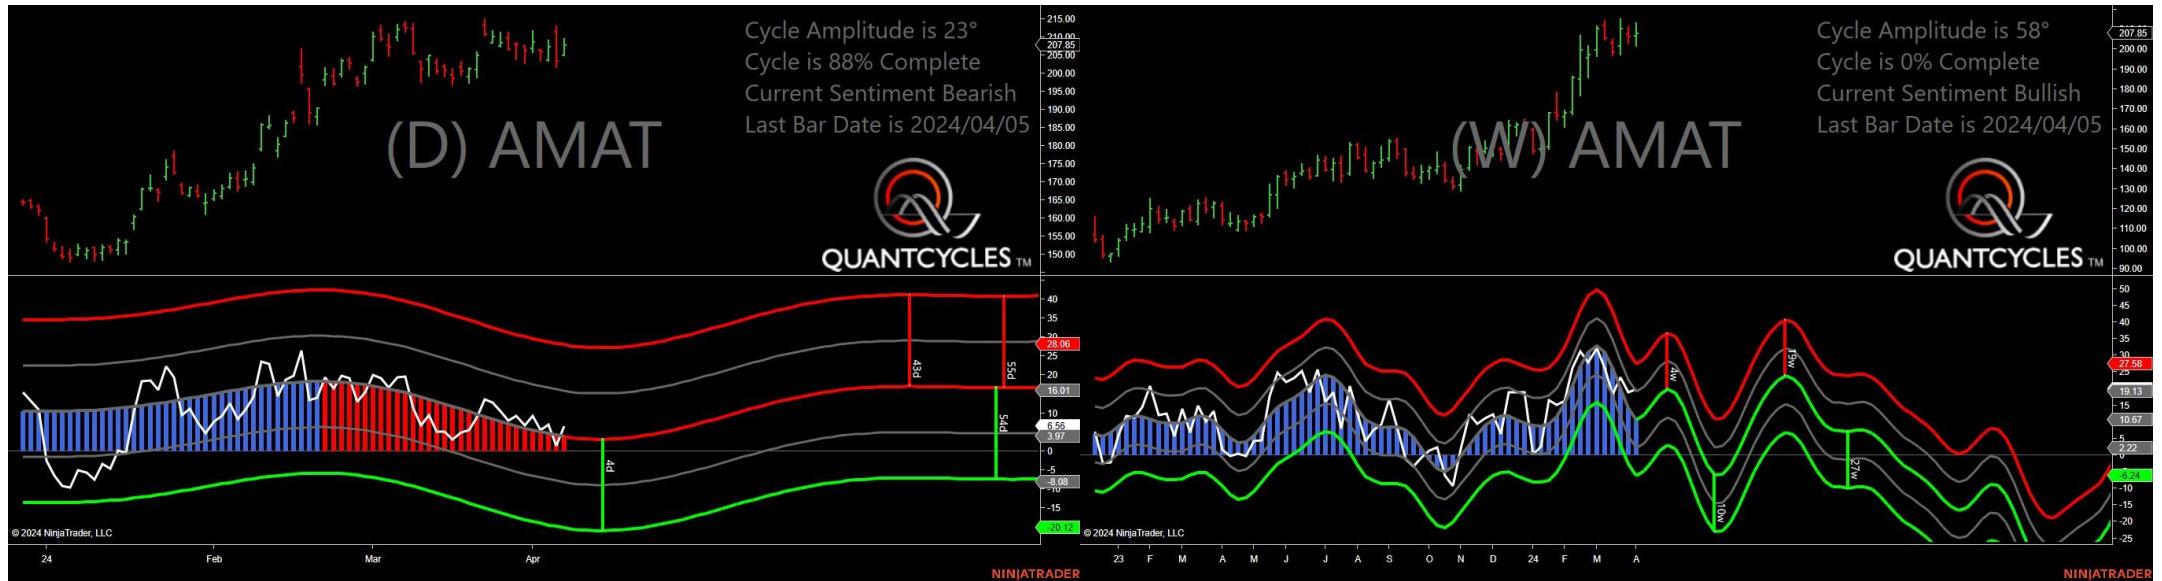 Cycle Amplitude is 23°
Cycle is 88% Complete
Current Sentiment Bearish
Last Bar Date is 2024/04/05
(D) AMAT
QUANTCYCLES TM
215.00
210.00
207.85
205.00
200.00
195.00
190.00
185.00
180.00
175.00
170.00
165.00
160.00
155.00
150.00
40
35
30
28.06
25
20
16.01
10
6.56
3.97
0
-5
-8.08
-10
-15
-20.12
43d
55d
54d
4d
© 2024 NinjaTrader, LLC
24 Feb Mar Apr
NINJATRADER
Cycle Amplitude is 58°
Cycle is 0% Complete
Current Sentiment Bullish
Last Bar Date is 2024/04/05
(W) AMAT
QUANTCYCLES TM
207.85
200.00
190.00
180.00
170.00
160.00
150.00
140.00
130.00
120.00
110.00
100.00
90.00
50
45
40
35
30
27.58
25
19.13
15
10.67
5
2.22
-6.24
-10
-15
-20
-25
4w
19w
10w
27w
© 2024 NinjaTrader, LLC
23 F M A M J J A S O N D 24 F M A
NINJATRADER